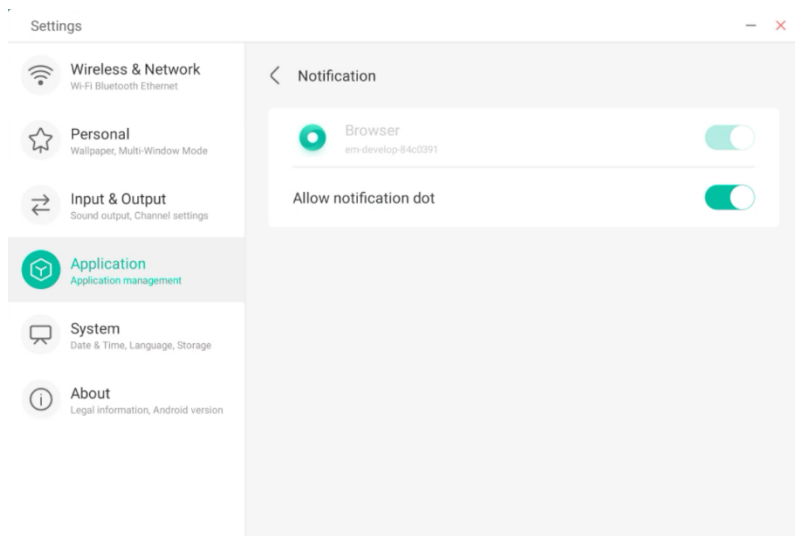 Settings
Wireless & Network
Wi-Fi Bluetooth Ethernet
Personal
Wallpaper, Multi-Window Mode
Input & Output
Sound output, Channel settings
Application
Application management
System
Date & Time, Language, Storage
About
Legal information, Android version
Notification
Browser
em-develop-84c0391
Allow notification dot